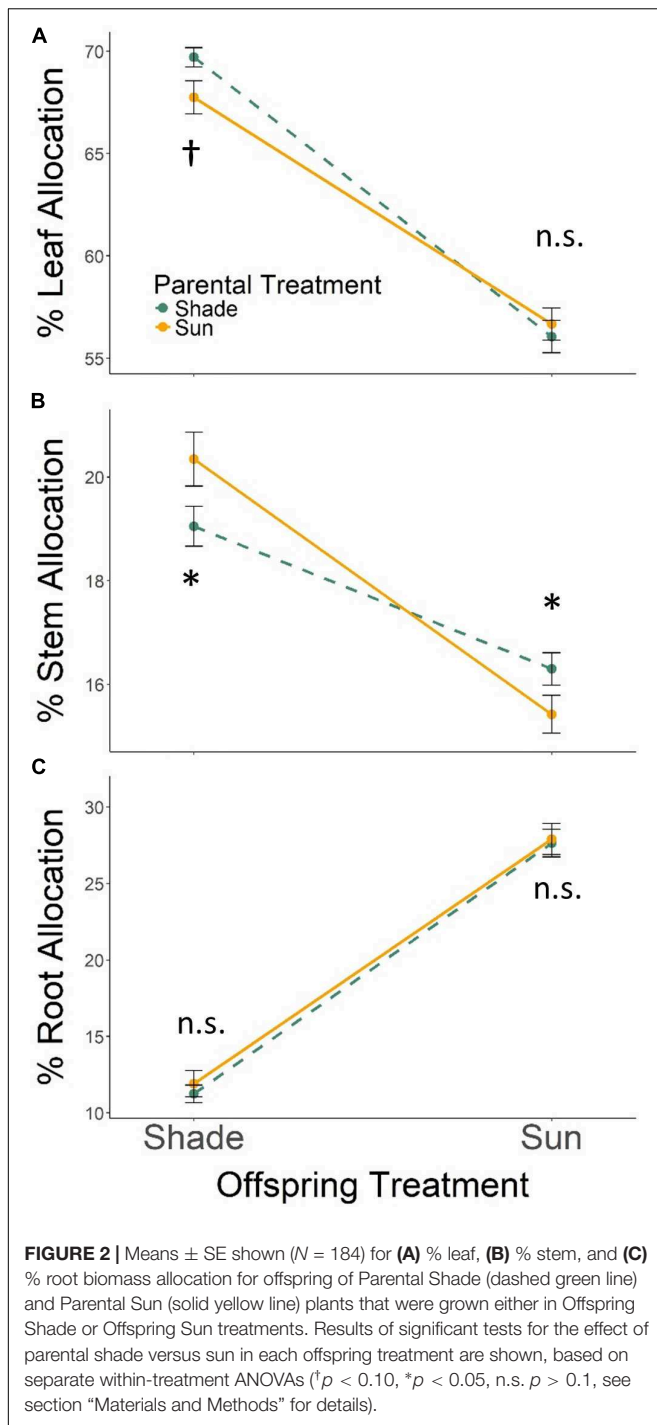 A
70
65
60
55
% Leaf Allocation
†
n.s.
Parental Treatment
Shade
Sun
B
20
18
16
% Stem Allocation
*
*
C
30
25
20
15
10
% Root Allocation
n.s.
n.s.
Shade
Sun
Offspring Treatment
FIGURE 2 | Means ± SE shown (N = 184) for (A) % leaf, (B) % stem, and (C)
% root biomass allocation for offspring of Parental Shade (dashed green line)
and Parental Sun (solid yellow line) plants that were grown either in Offspring
Shade or Offspring Sun treatments. Results of significant tests for the effect of
parental shade versus sun in each offspring treatment are shown, based on
separate within-treatment ANOVAs (†p < 0.10, *p < 0.05, n.s. p > 0.1, see
section “Materials and Methods” for details).